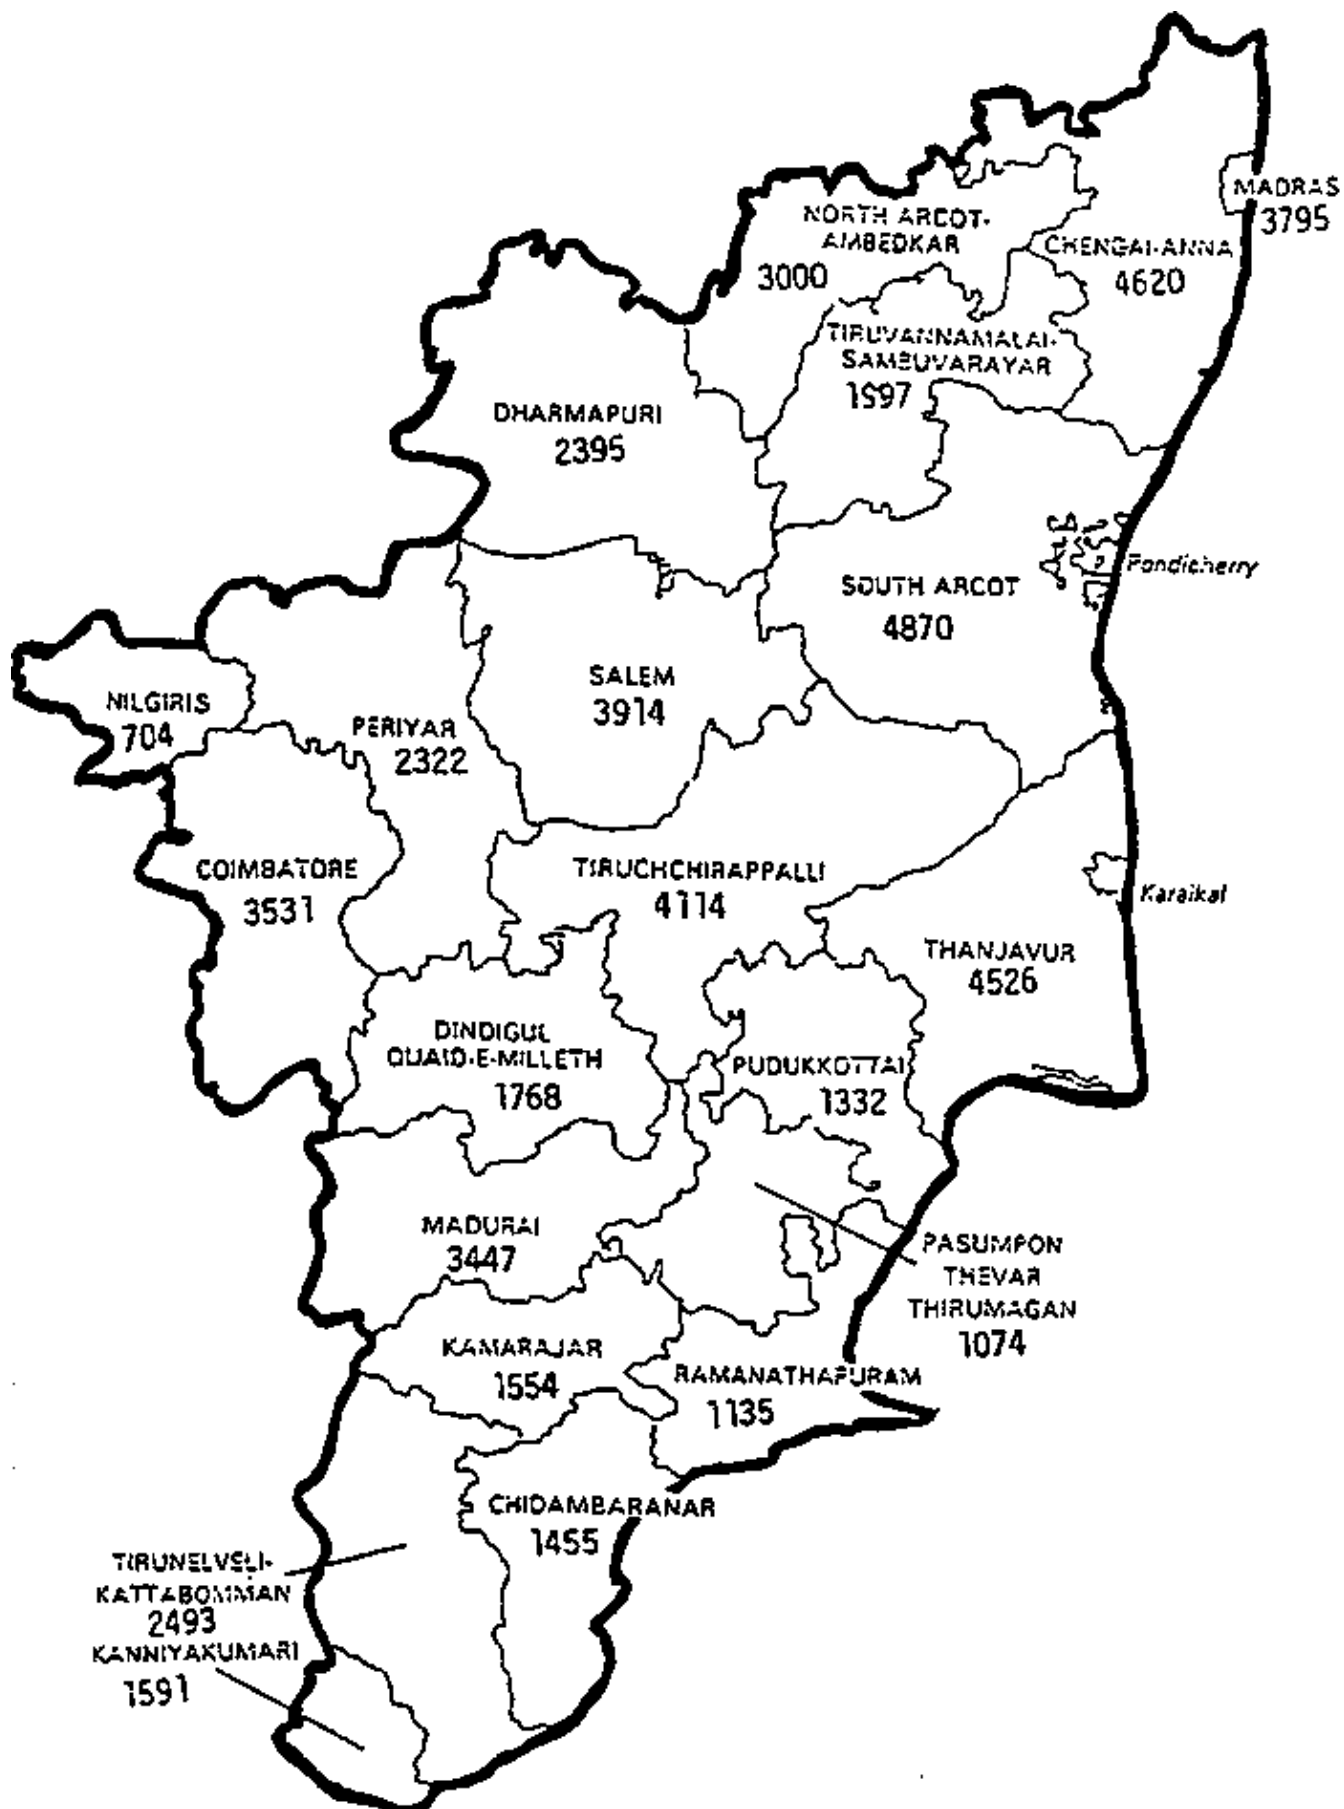 MADRAS
3795
NORTH ARCOT-
AMBEDKAR
3000
CHENGAI-ANNA
4620
TIRUVANNAMALAI-
SAMBUVARAYAR
1997
DHARMAPURI
2395
Pondicherry
SOUTH ARCOT
4870
SALEM
3914
NILGIRIS
704
PERIYAR
2322
COIMBATORE
3531
TIRUCHCHIRAPPALLI
4114
Karaikal
THANJAVUR
4526
DINDIGUL
QUAID-E-MILLETH
1768
PUDUKKOTTAI
1332
MADURAI
3447
PASUMPON
THEVAR
THIRUMAGAN
1074
KAMARAJAR
1554
RAMANATHAPURAM
1135
CHIDAMBARANAR
1455
TIRUNELVELI-
KATTABOMMAN
2493
KANNIYAKUMARI
1591